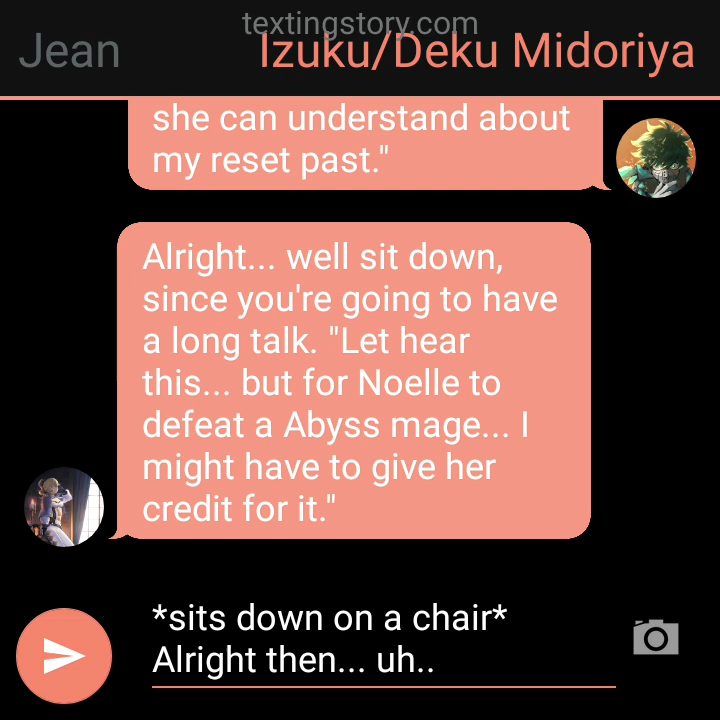 textingstory.com
Jean
Izuku/Deku Midoriya
she can understand about
my reset past."
Alright... well sit down,
since you're going to have
a long talk. "Let hear
this... but for Noelle to
defeat a Abyss mage... I
might have to give her
credit for it."
*sits down on a chair*
Alright then... uh..